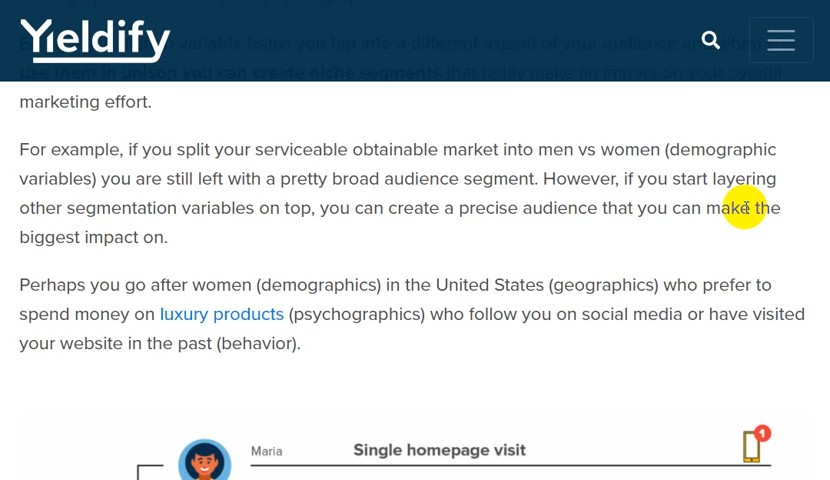 Yieldify
marketing effort.
For example, if you split your serviceable obtainable market into men vs women (demographic
variables) you are still left with a pretty broad audience segment. However, if you start layering
other segmentation variables on top, you can create a precise audience that you can make the
biggest impact on.
Perhaps you go after women (demographics) in the United States (geographics) who prefer to
spend money on luxury products (psychographics) who follow you on social media or have visited
your website in the past (behavior).
Maria
Single homepage visit
1